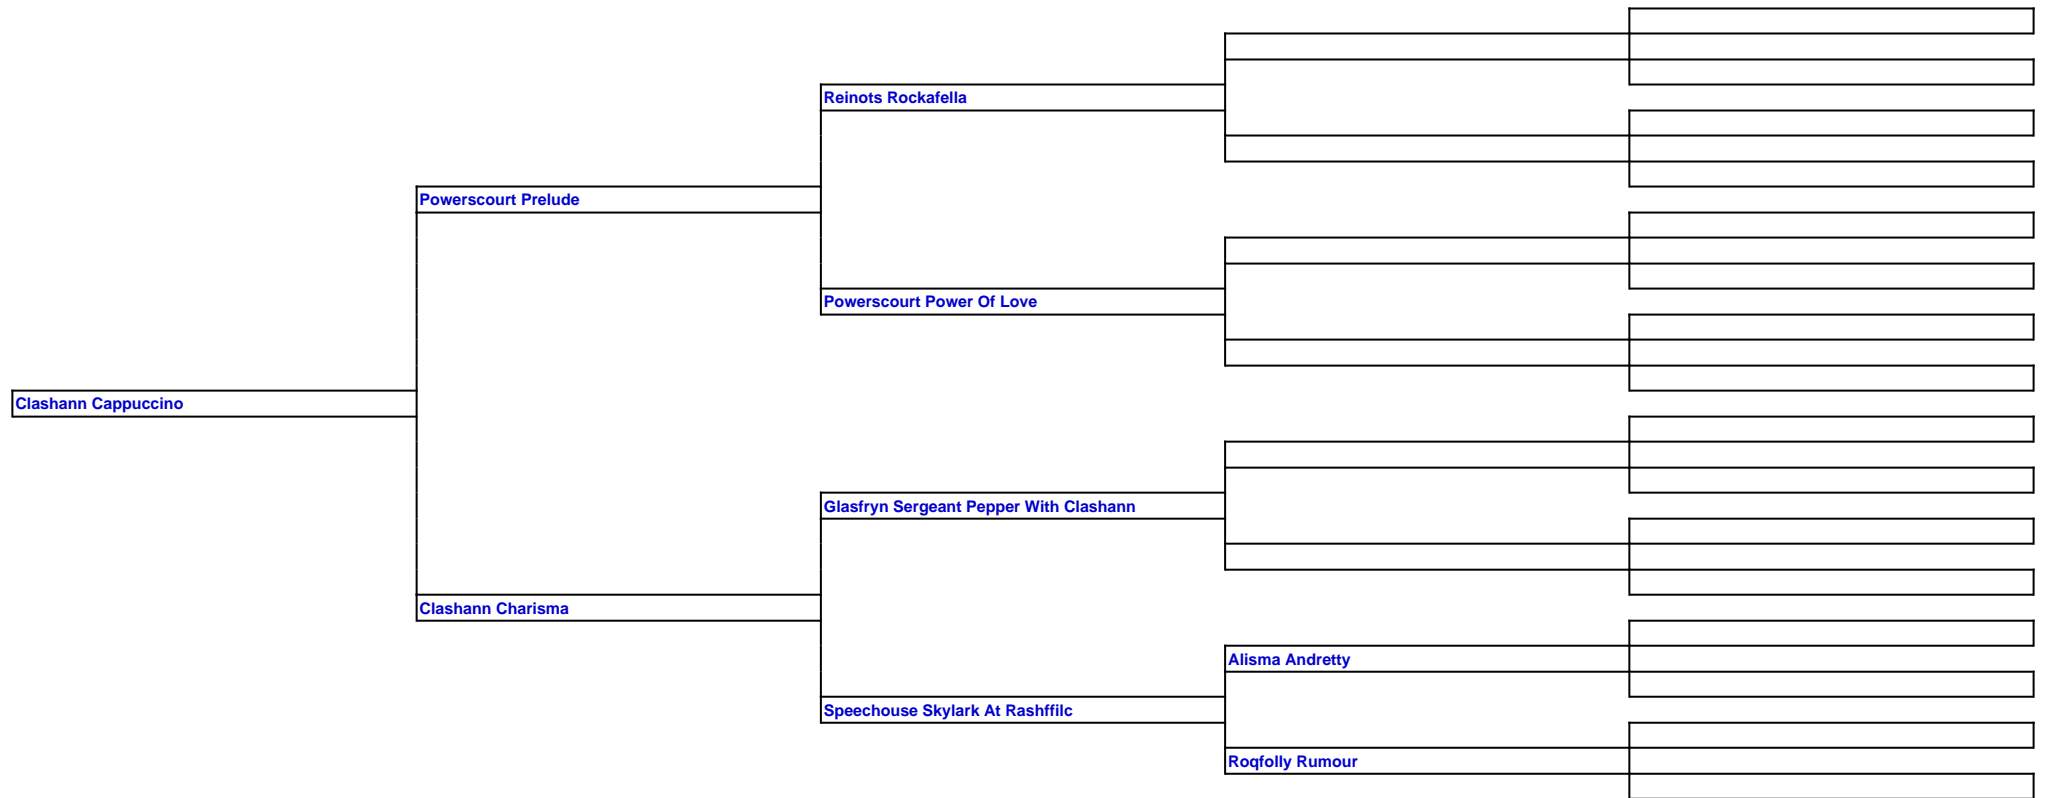 Reinots Rockafella
Powerscourt Prelude
Powerscourt Power Of Love
Clashann Cappuccino
Glasfryn Sergeant Pepper With Clashann
Clashann Charisma
Alisma Andretty
Speechouse Skylark At Rashffilc
Roqfolly Rumour